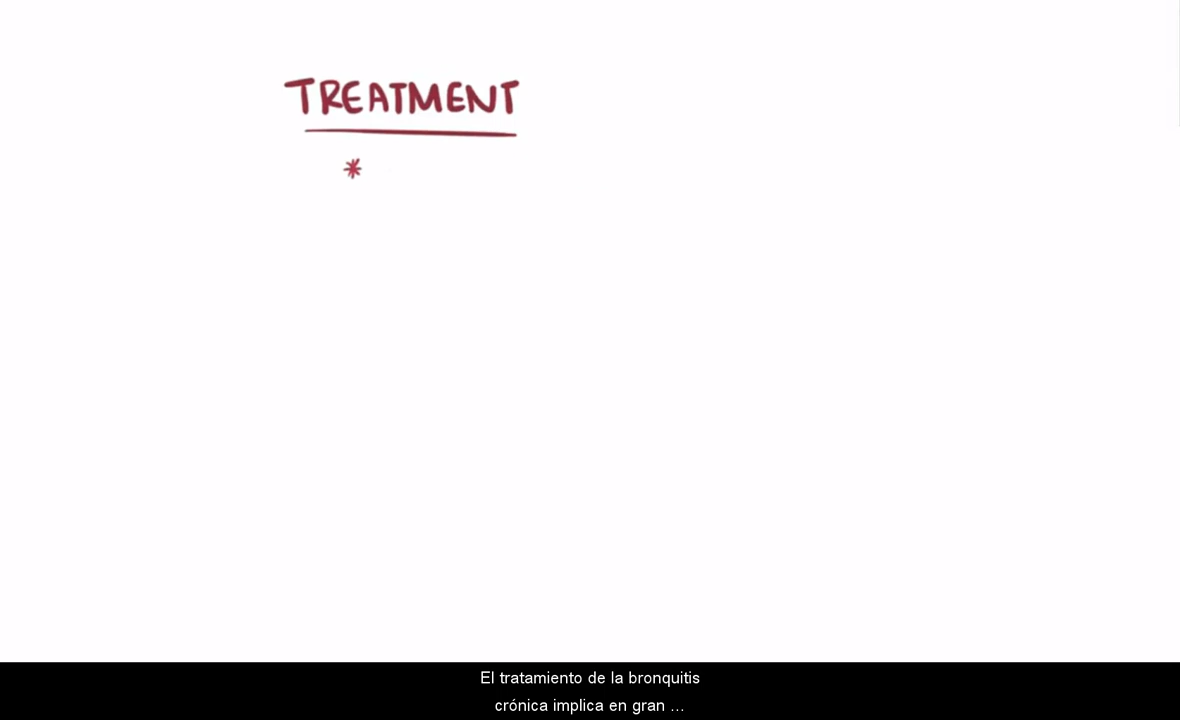 TREATMENT
*
El tratamiento de la bronquitis
crónica implica en gran ...